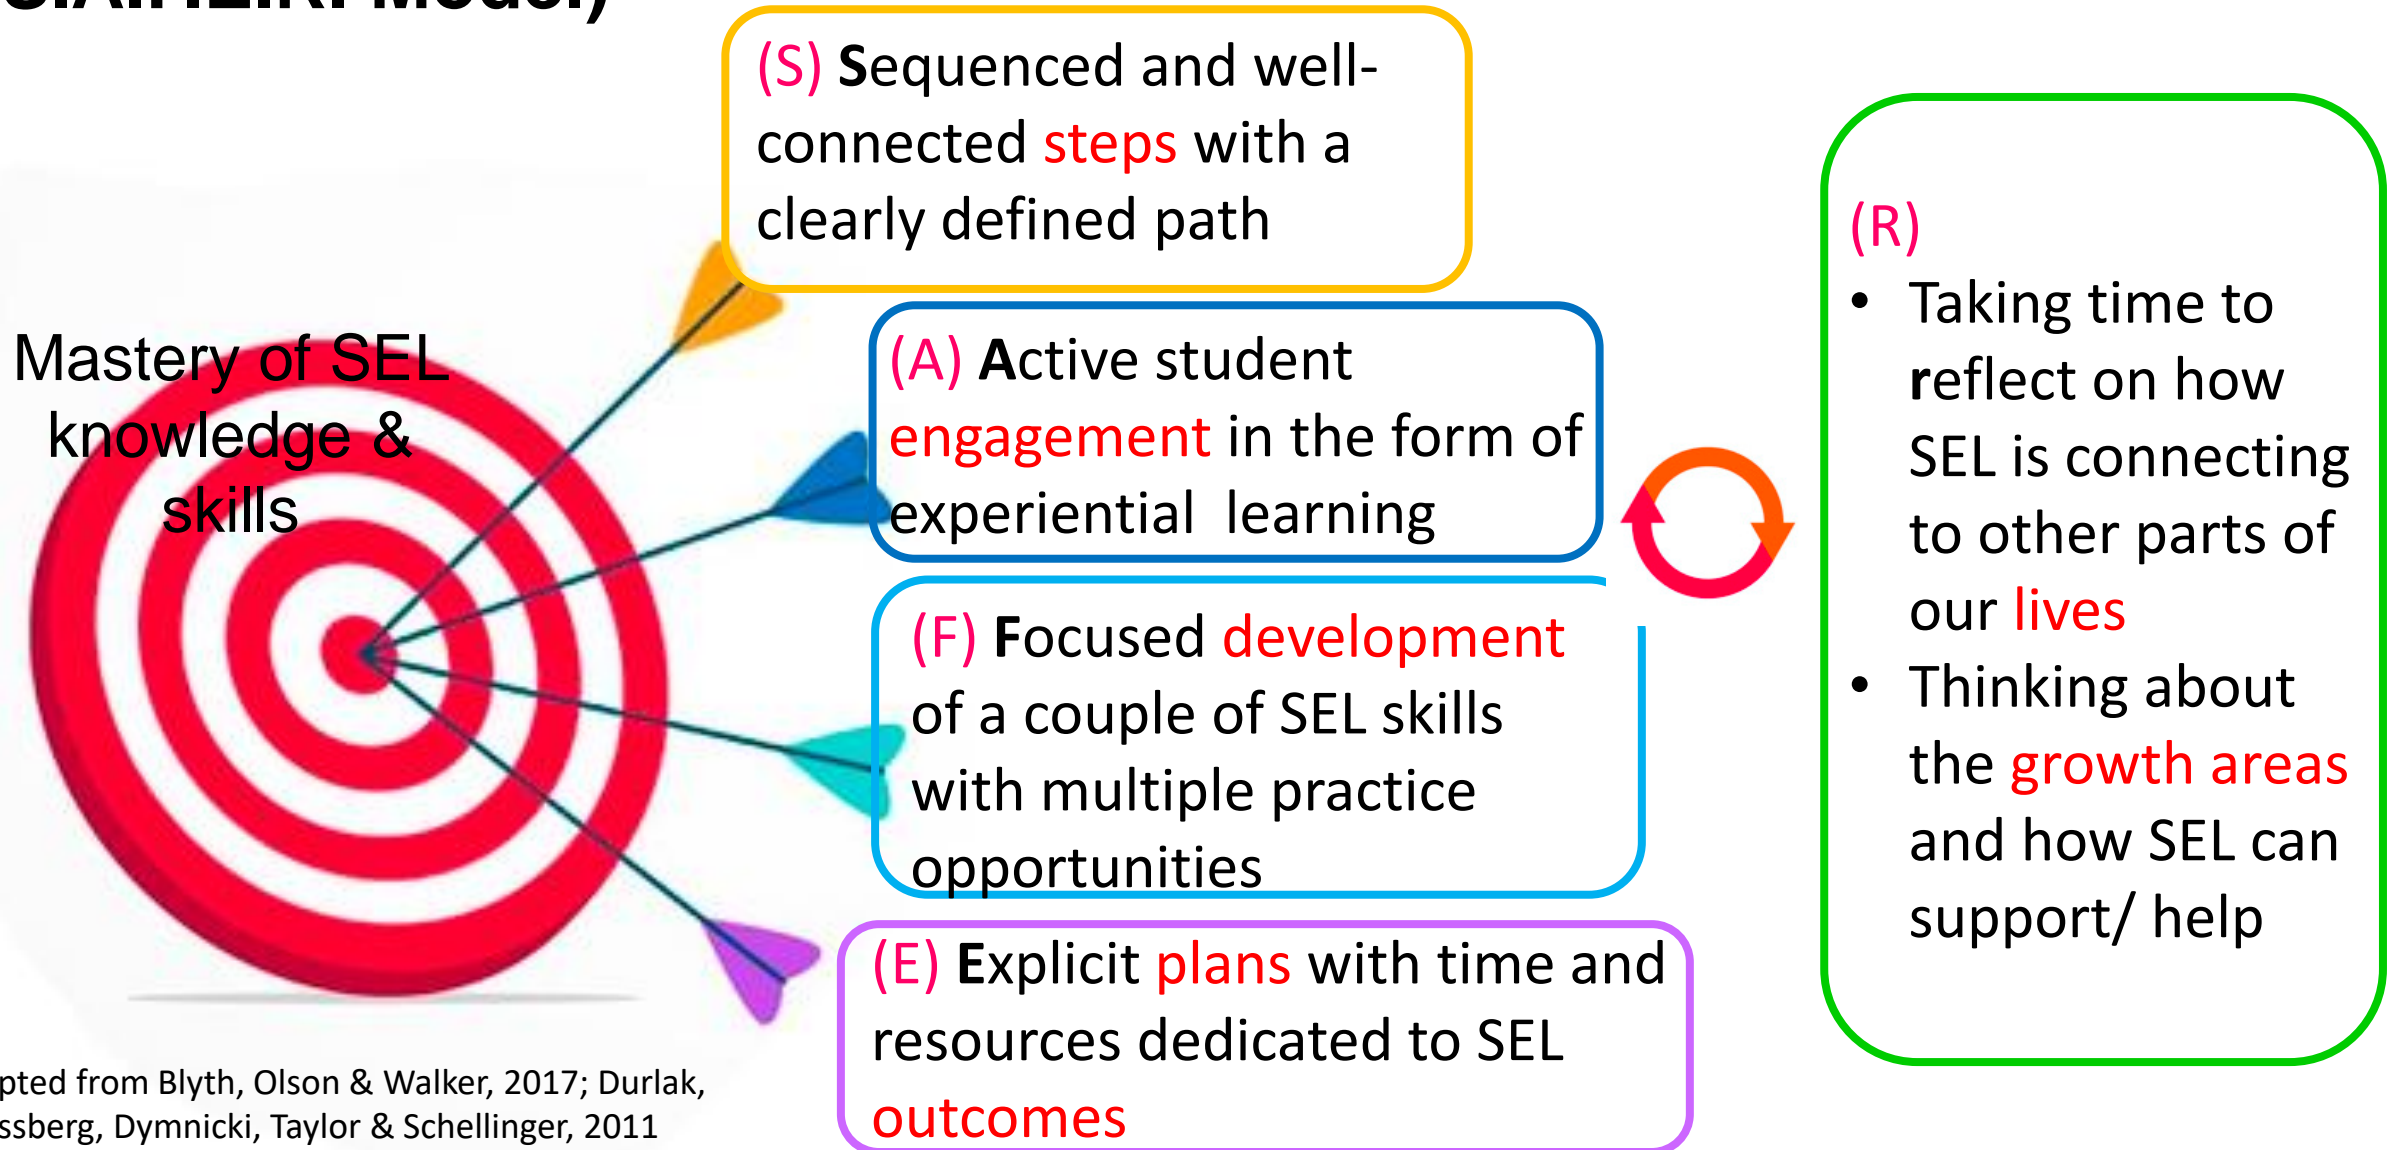 Model)
(S) Sequenced and well-
connected steps with a
clearly defined path
Mastery of SEL
knowledge &
skills
(A) Active student
engagement in the form of
experiential learning
(F) Focused development
of a couple of SEL skills
with multiple practice
opportunities
(E) Explicit plans with time and
resources dedicated to SEL
outcomes
(R)
• Taking time to
reflect on how
SEL is connecting
to other parts of
our lives
• Thinking about
the growth areas
and how SEL can
support/ help
pted from Blyth, Olson & Walker, 2017; Durlak,
ssberg, Dymnicki, Taylor & Schellinger, 2011